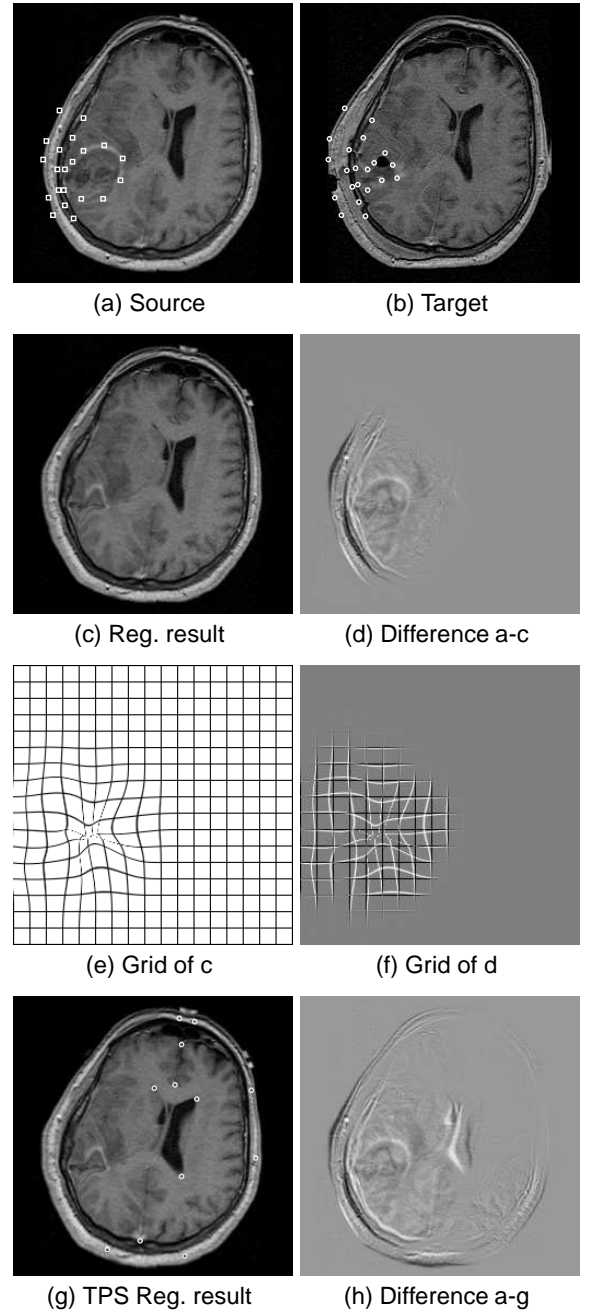 (a) Source
(b) Target
(c) Reg. result
(d) Difference a-c
(e) Grid of c
(f) Grid of d
(g) TPS Reg. result
(h) Difference a-g